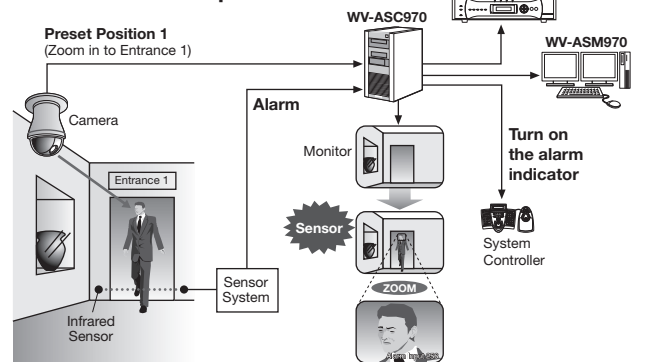 WV-ASC970
Preset Position 1
(Zoom in to Entrance 1)
WV-ASM970
Alarm
Camera
Turn on
the alarm
indicator
Monitor
Entrance 1
Sensor
System
Controller
Sensor
System
ZOOM
Infrared
Sensor